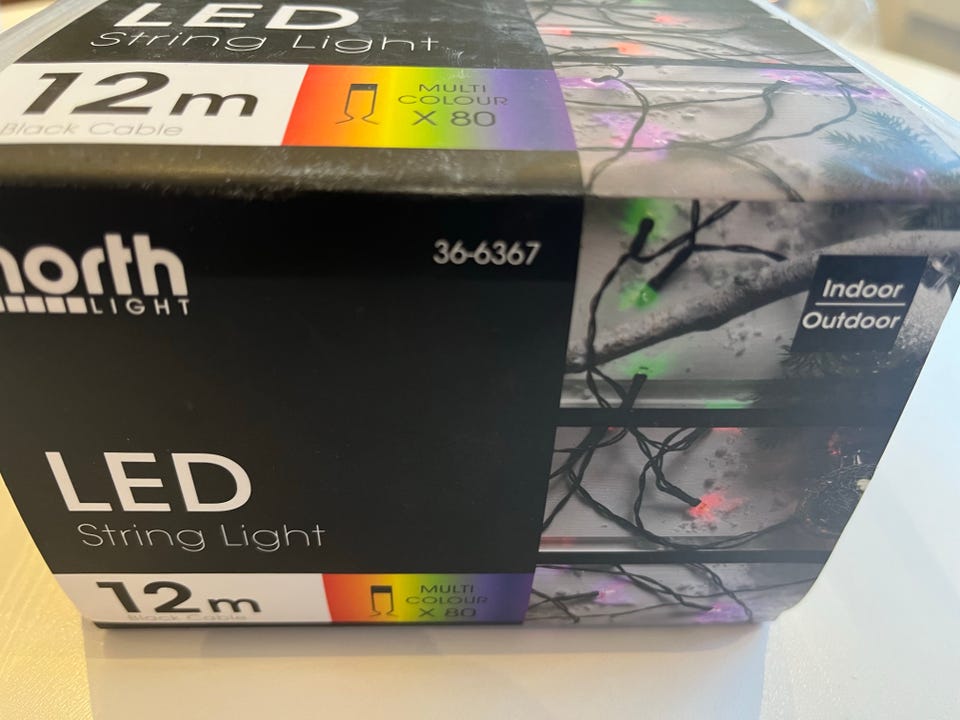 LED
String Light
12m
Black Cable
MULTI
COLOUR
X 80
north
LIGHT
36-6367
Indoor
Outdoor
LED
String Light
12m
Black Cable
MULTI
COLOUR
X 80